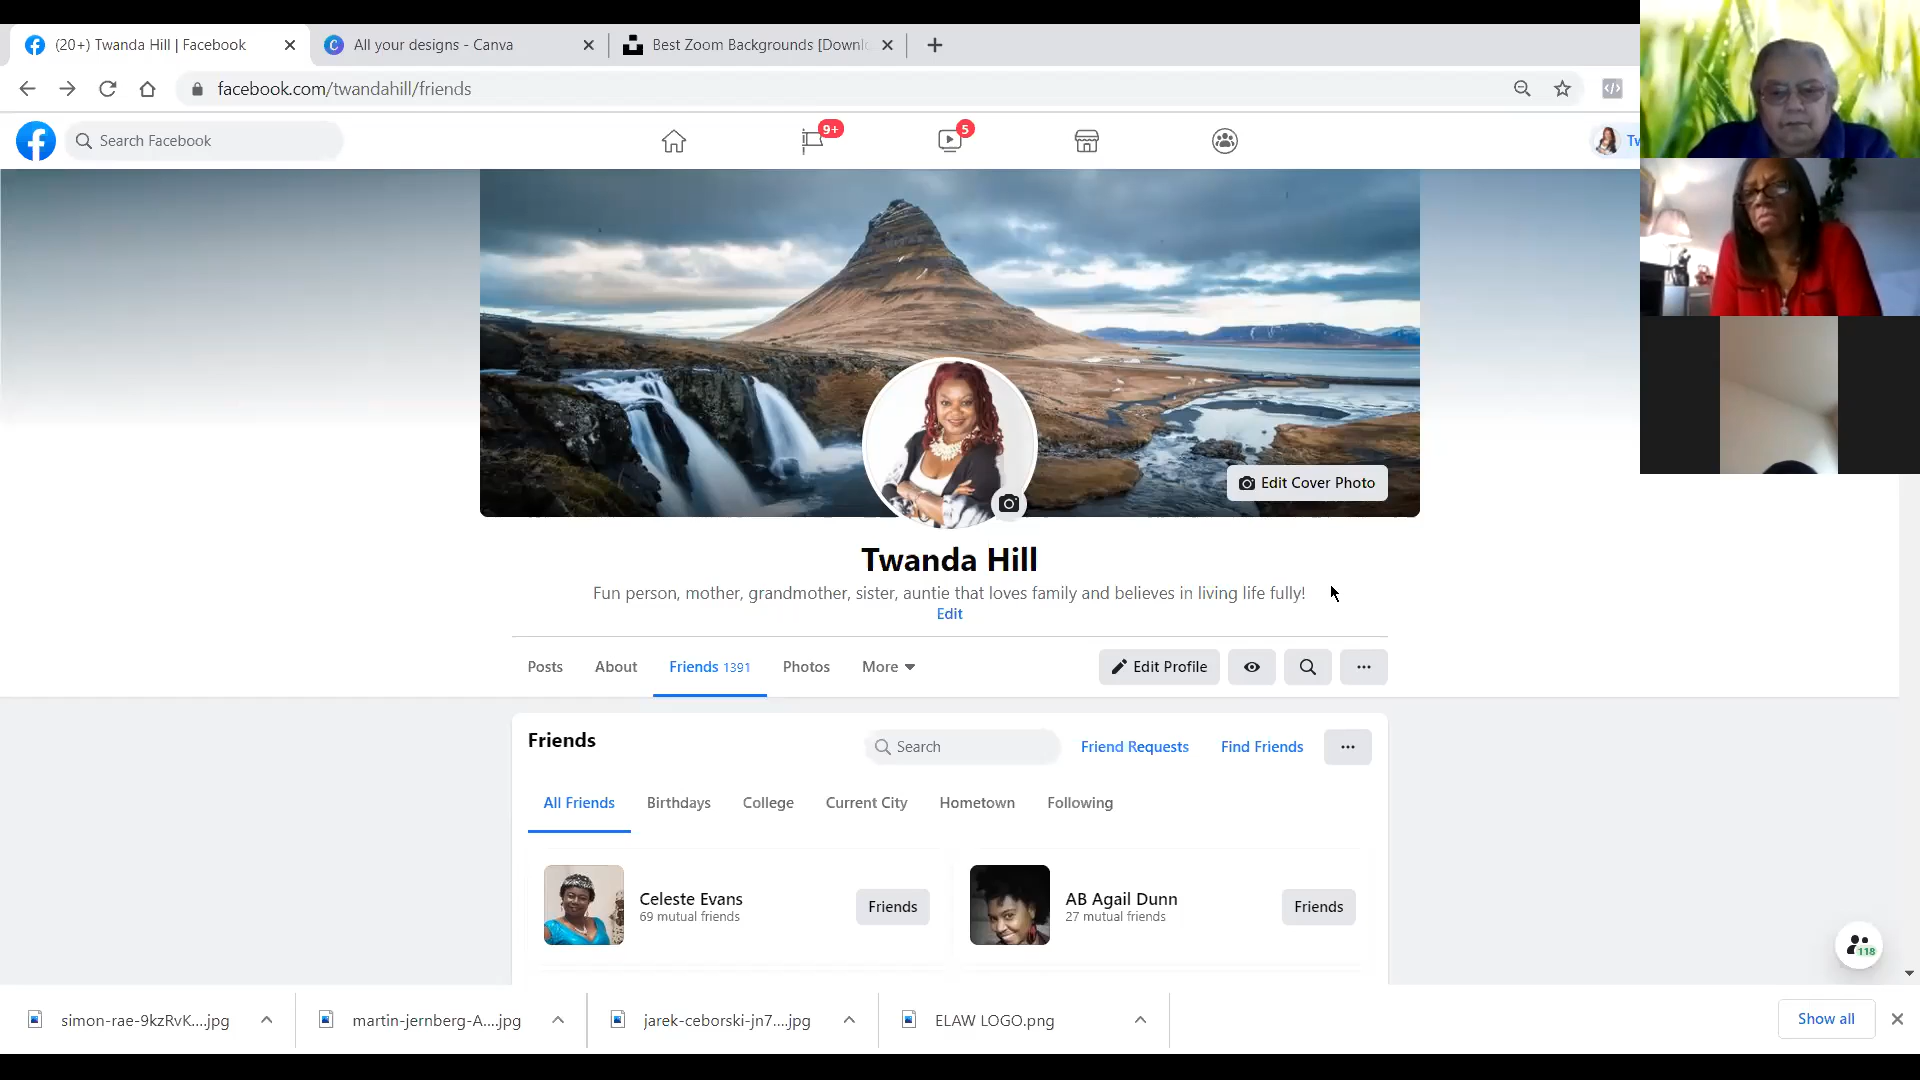 (20+) Twanda Hill | Facebook
All your designs - Canva
Best Zoom Backgrounds [Downl
facebook.com/twandahill/friends
Search Facebook
9+
5
Tw
Edit Cover Photo
Twanda Hill
Fun person, mother, grandmother, sister, auntie that loves family and believes in living life fully!
Edit
Posts About Friends 1391 Photos More Edit Profile
Friends
Search
Friend Requests
Find Friends
All Friends Birthdays College Current City Hometown Following
Celeste Evans
69 mutual friends
Friends
AB Agail Dunn
27 mutual friends
Friends
118
simon-rae-9kzRvK....jpg
martin-jernberg-A....jpg
jarek-ceborski-jn7....jpg
ELAW LOGO.png
Show all